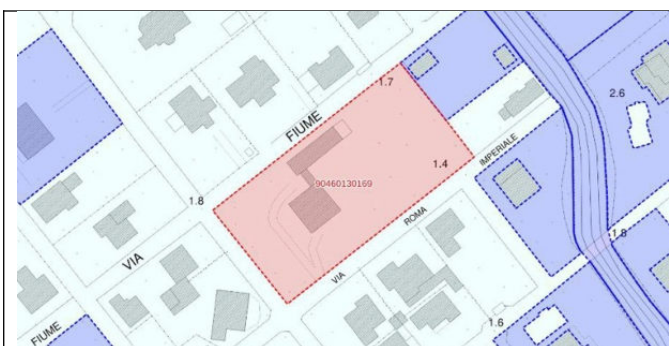 1.7
2.6
FIUME
1.4
IMPERIALE
90460130169
1.8
ROMA
1.8
VIA
VIA
1.6
FIUME